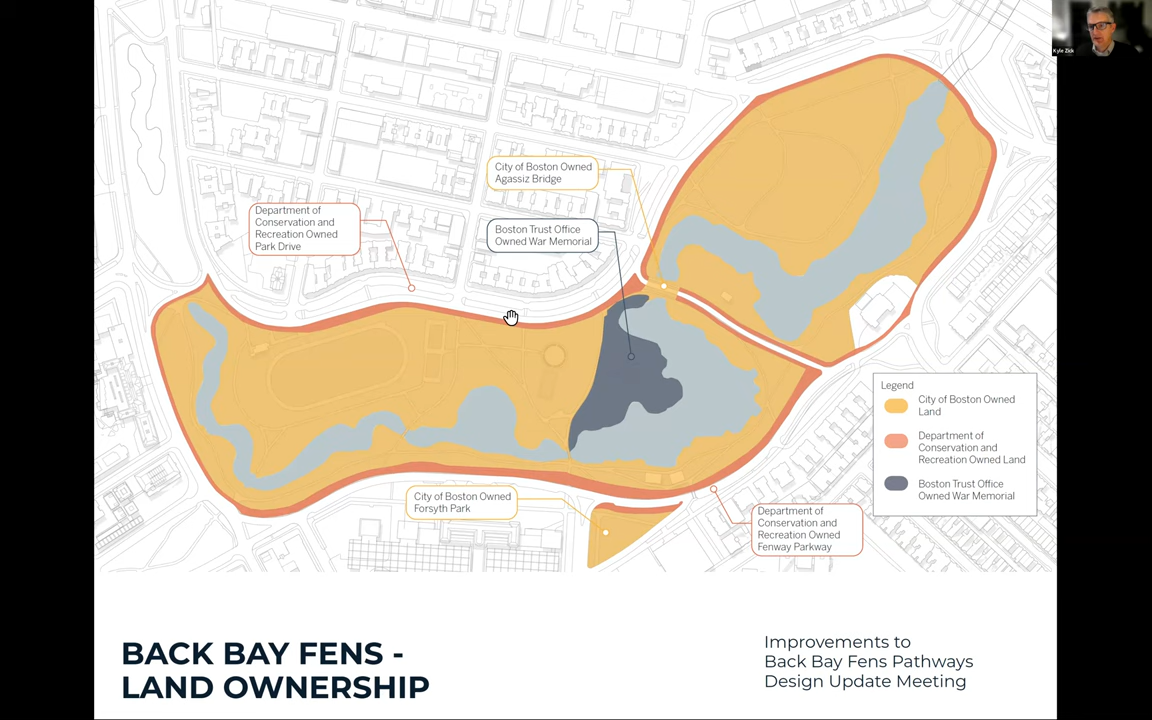 Kyle Zick
City of Boston Owned
Agassiz Bridge
Department of
Conservation and
Recreation Owned
Park Drive
Boston Trust Office
Owned War Memorial
Legend
City of Boston Owned
Land
Department of
Conservation and
Recreation Owned Land
Boston Trust Office
Owned War Memorial
City of Boston Owned
Forsyth Park
Department of
Conservation and
Recreation Owned
Fenway Parkway
BACK BAY FENS -
LAND OWNERSHIP
Improvements to
Back Bay Fens Pathways
Design Update Meeting